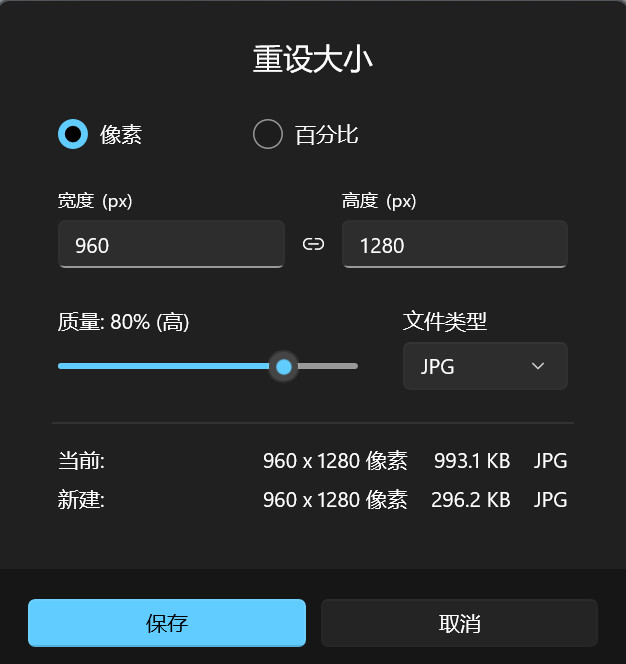 重设大小
像素 百分比
宽度 (px) 高度 (px)
960 1280
质量: 80% (高) 文件类型
JPG
当前: 960 x 1280 像素 993.1 KB JPG
新建: 960 x 1280 像素 296.2 KB JPG
保存 取消